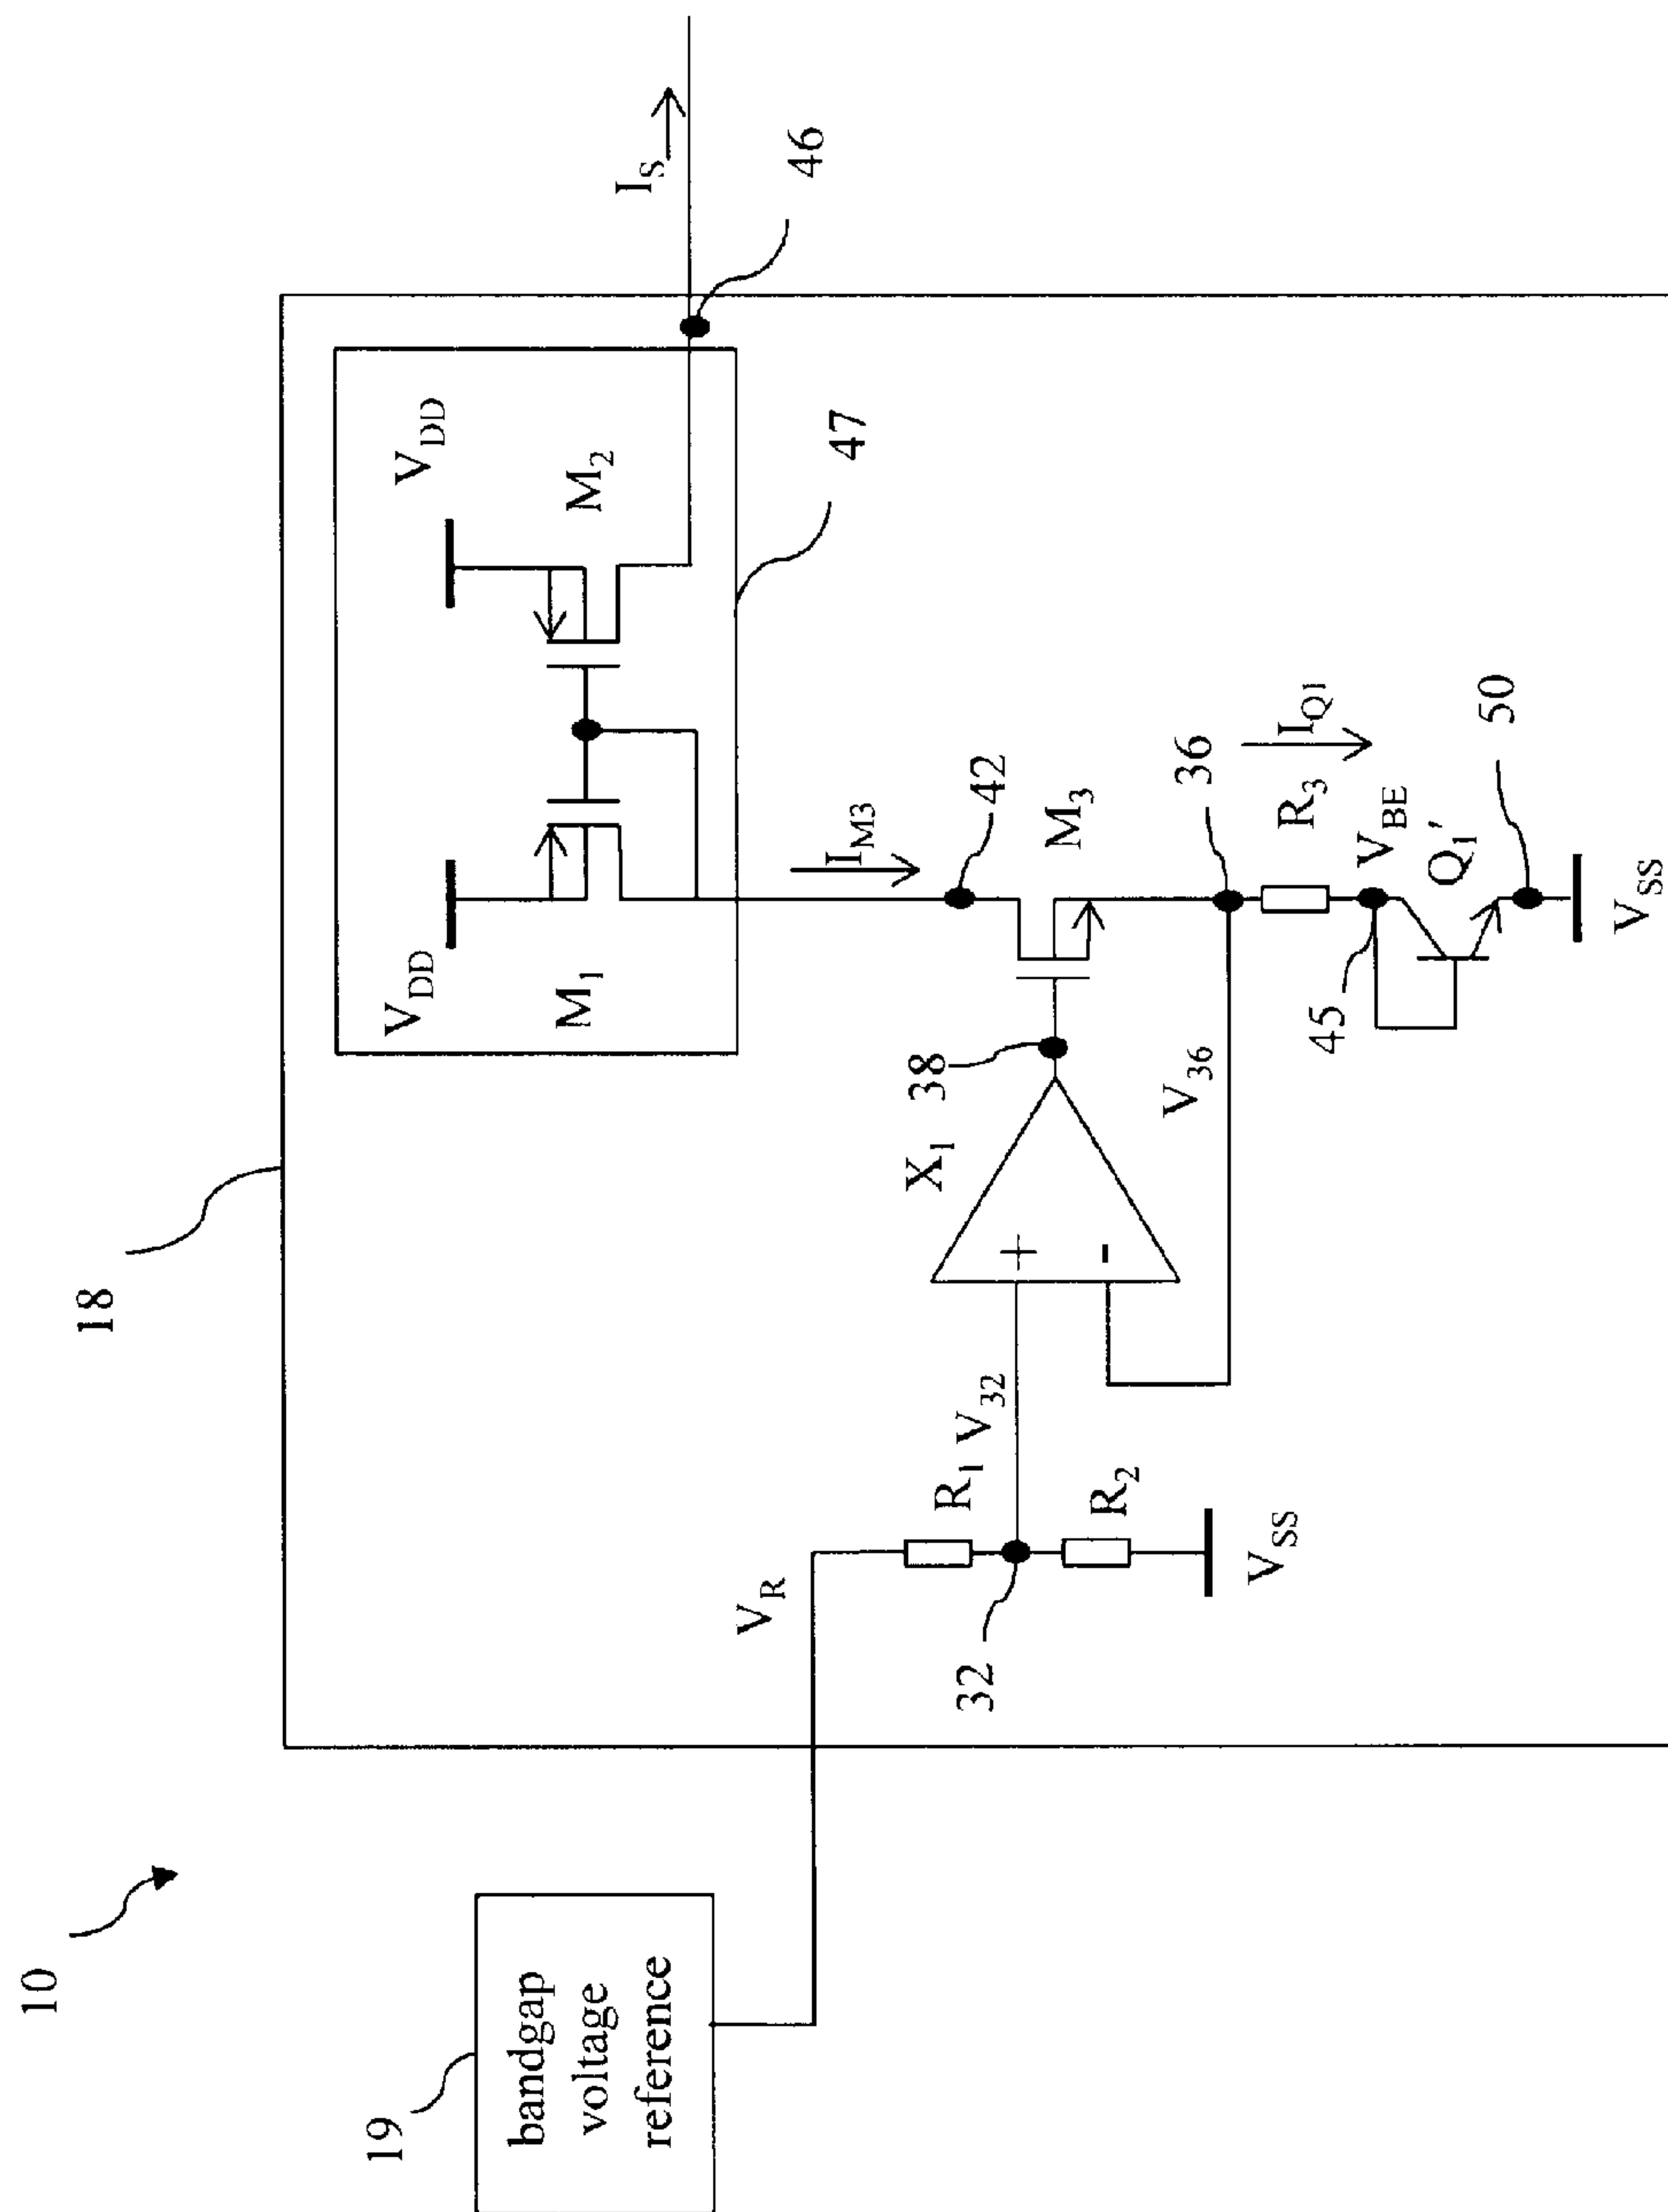 10
18
19
bandgap
voltage
reference
V_R
R_1
V_32
32
R_2
V_SS
X_1
38
+
-
V_36
V_DD
M_1
V_DD
M_2
47
I_S
46
I_M3
42
M_3
36
R_3
I_Q1
45
V_BE
Q_1'
50
V_SS